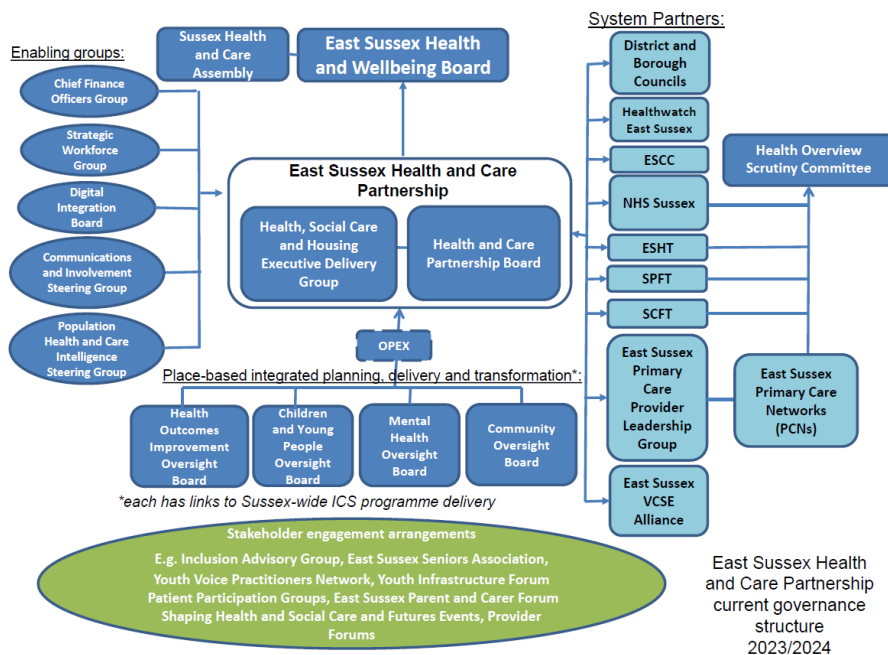 System Partners:
Enabling groups:
Sussex Health
and Care
Assembly
East Sussex Health
and Wellbeing Board
Chief Finance
Officers Group
Strategic
Workforce
Group
Digital
Integration
Board
Communications
and Involvement
Steering Group
Population
Health and Care
Intelligence
Steering Group
East Sussex Health and Care
Partnership
Health, Social Care
and Housing
Executive Delivery
Group
Health and Care
Partnership Board
OPEX
Place-based integrated planning, delivery and transformation*:
Health
Outcomes
Improvement
Oversight
Board
Children
and Young
People
Oversight
Board
Mental
Health
Oversight
Board
Community
Oversight
Board
*each has links to Sussex-wide ICS programme delivery
District and
Borough
Councils
Healthwatch
East Sussex
ESCC
NHS Sussex
ESHT
SPFT
SCFT
East Sussex
Primary
Care
Provider
Leadership
Group
East Sussex
VCSE
Alliance
Health Overview
Scrutiny Committee
East Sussex
Primary Care
Networks
(PCNs)
Stakeholder engagement arrangements
E.g. Inclusion Advisory Group, East Sussex Seniors Association,
Youth Voice Practitioners Network, Youth Infrastructure Forum
Patient Participation Groups, East Sussex Parent and Carer Forum
Shaping Health and Social Care and Futures Events, Provider
Forums
East Sussex Health
and Care Partnership
current governance
structure
2023/2024